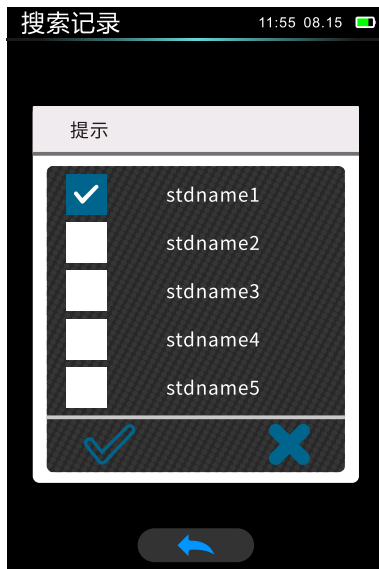 搜索记录 11:55 08.15
提示
stdname1
stdname2
stdname3
stdname4
stdname5